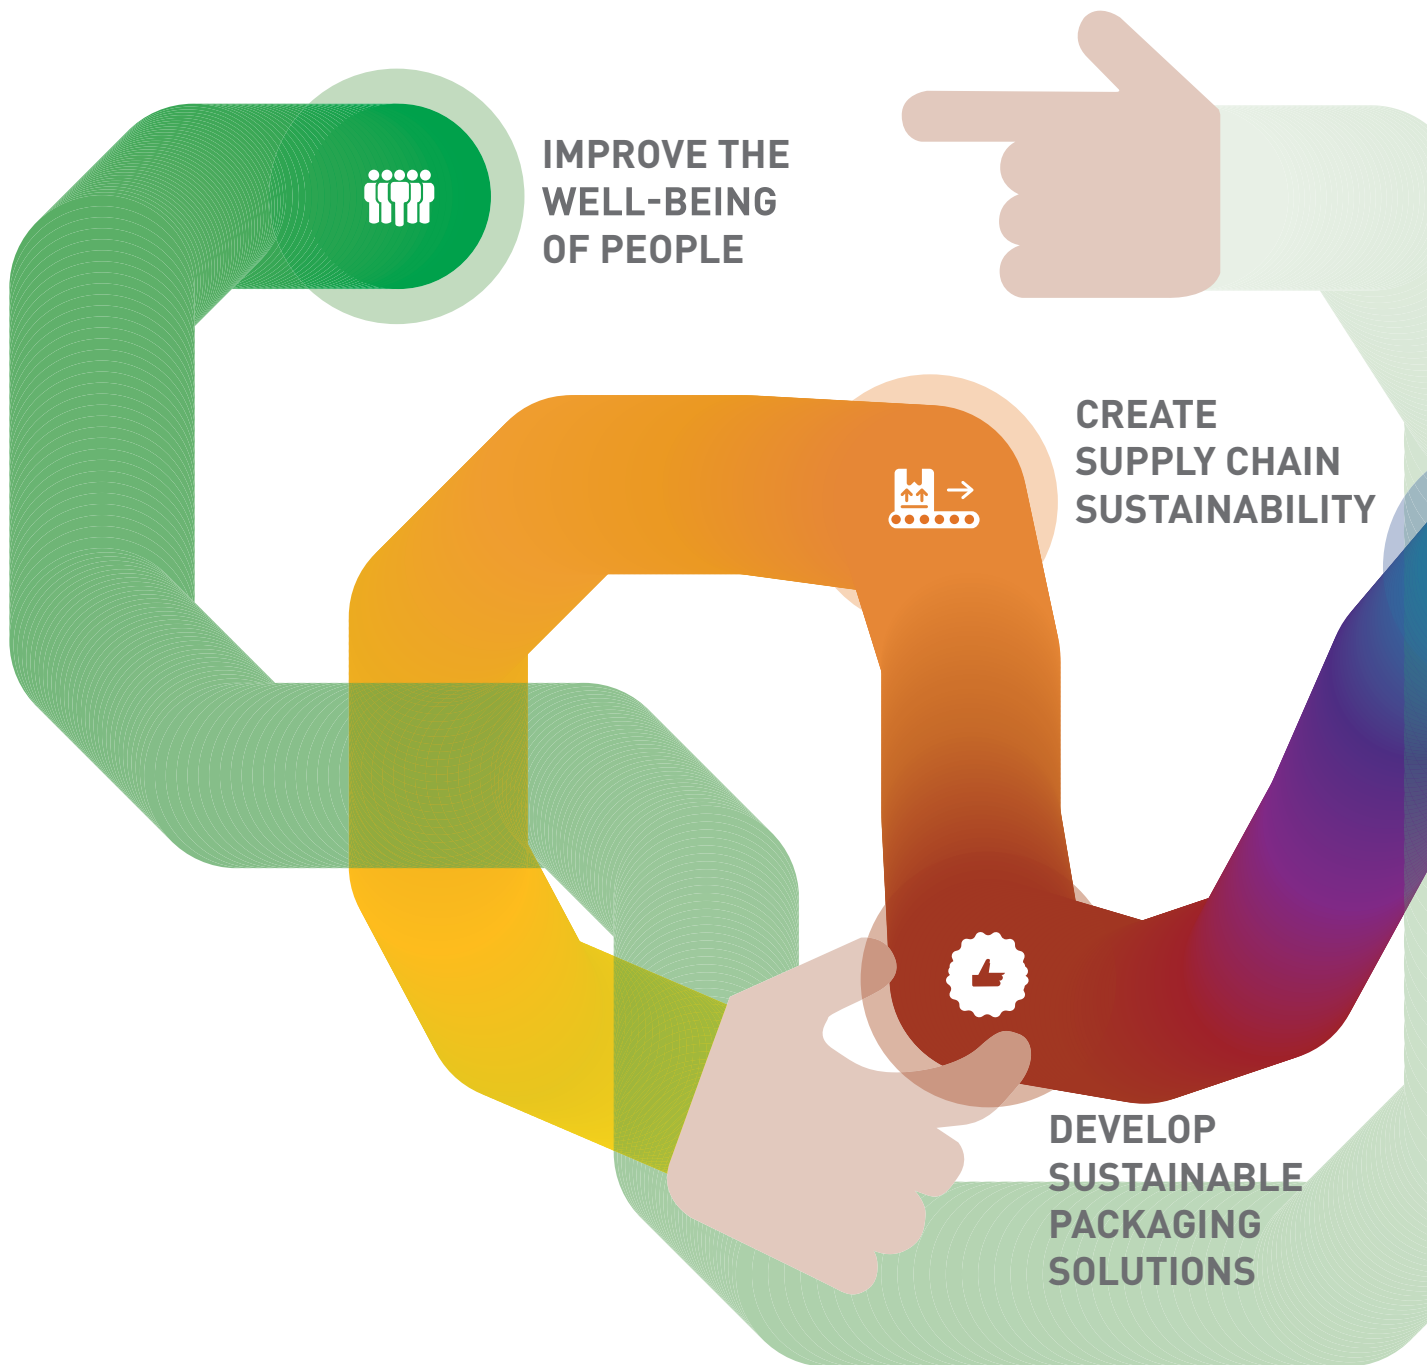 IMPROVE THE
WELL-BEING
OF PEOPLE
CREATE
SUPPLY CHAIN
SUSTAINABILITY
DEVELOP
SUSTAINABLE
PACKAGING
SOLUTIONS